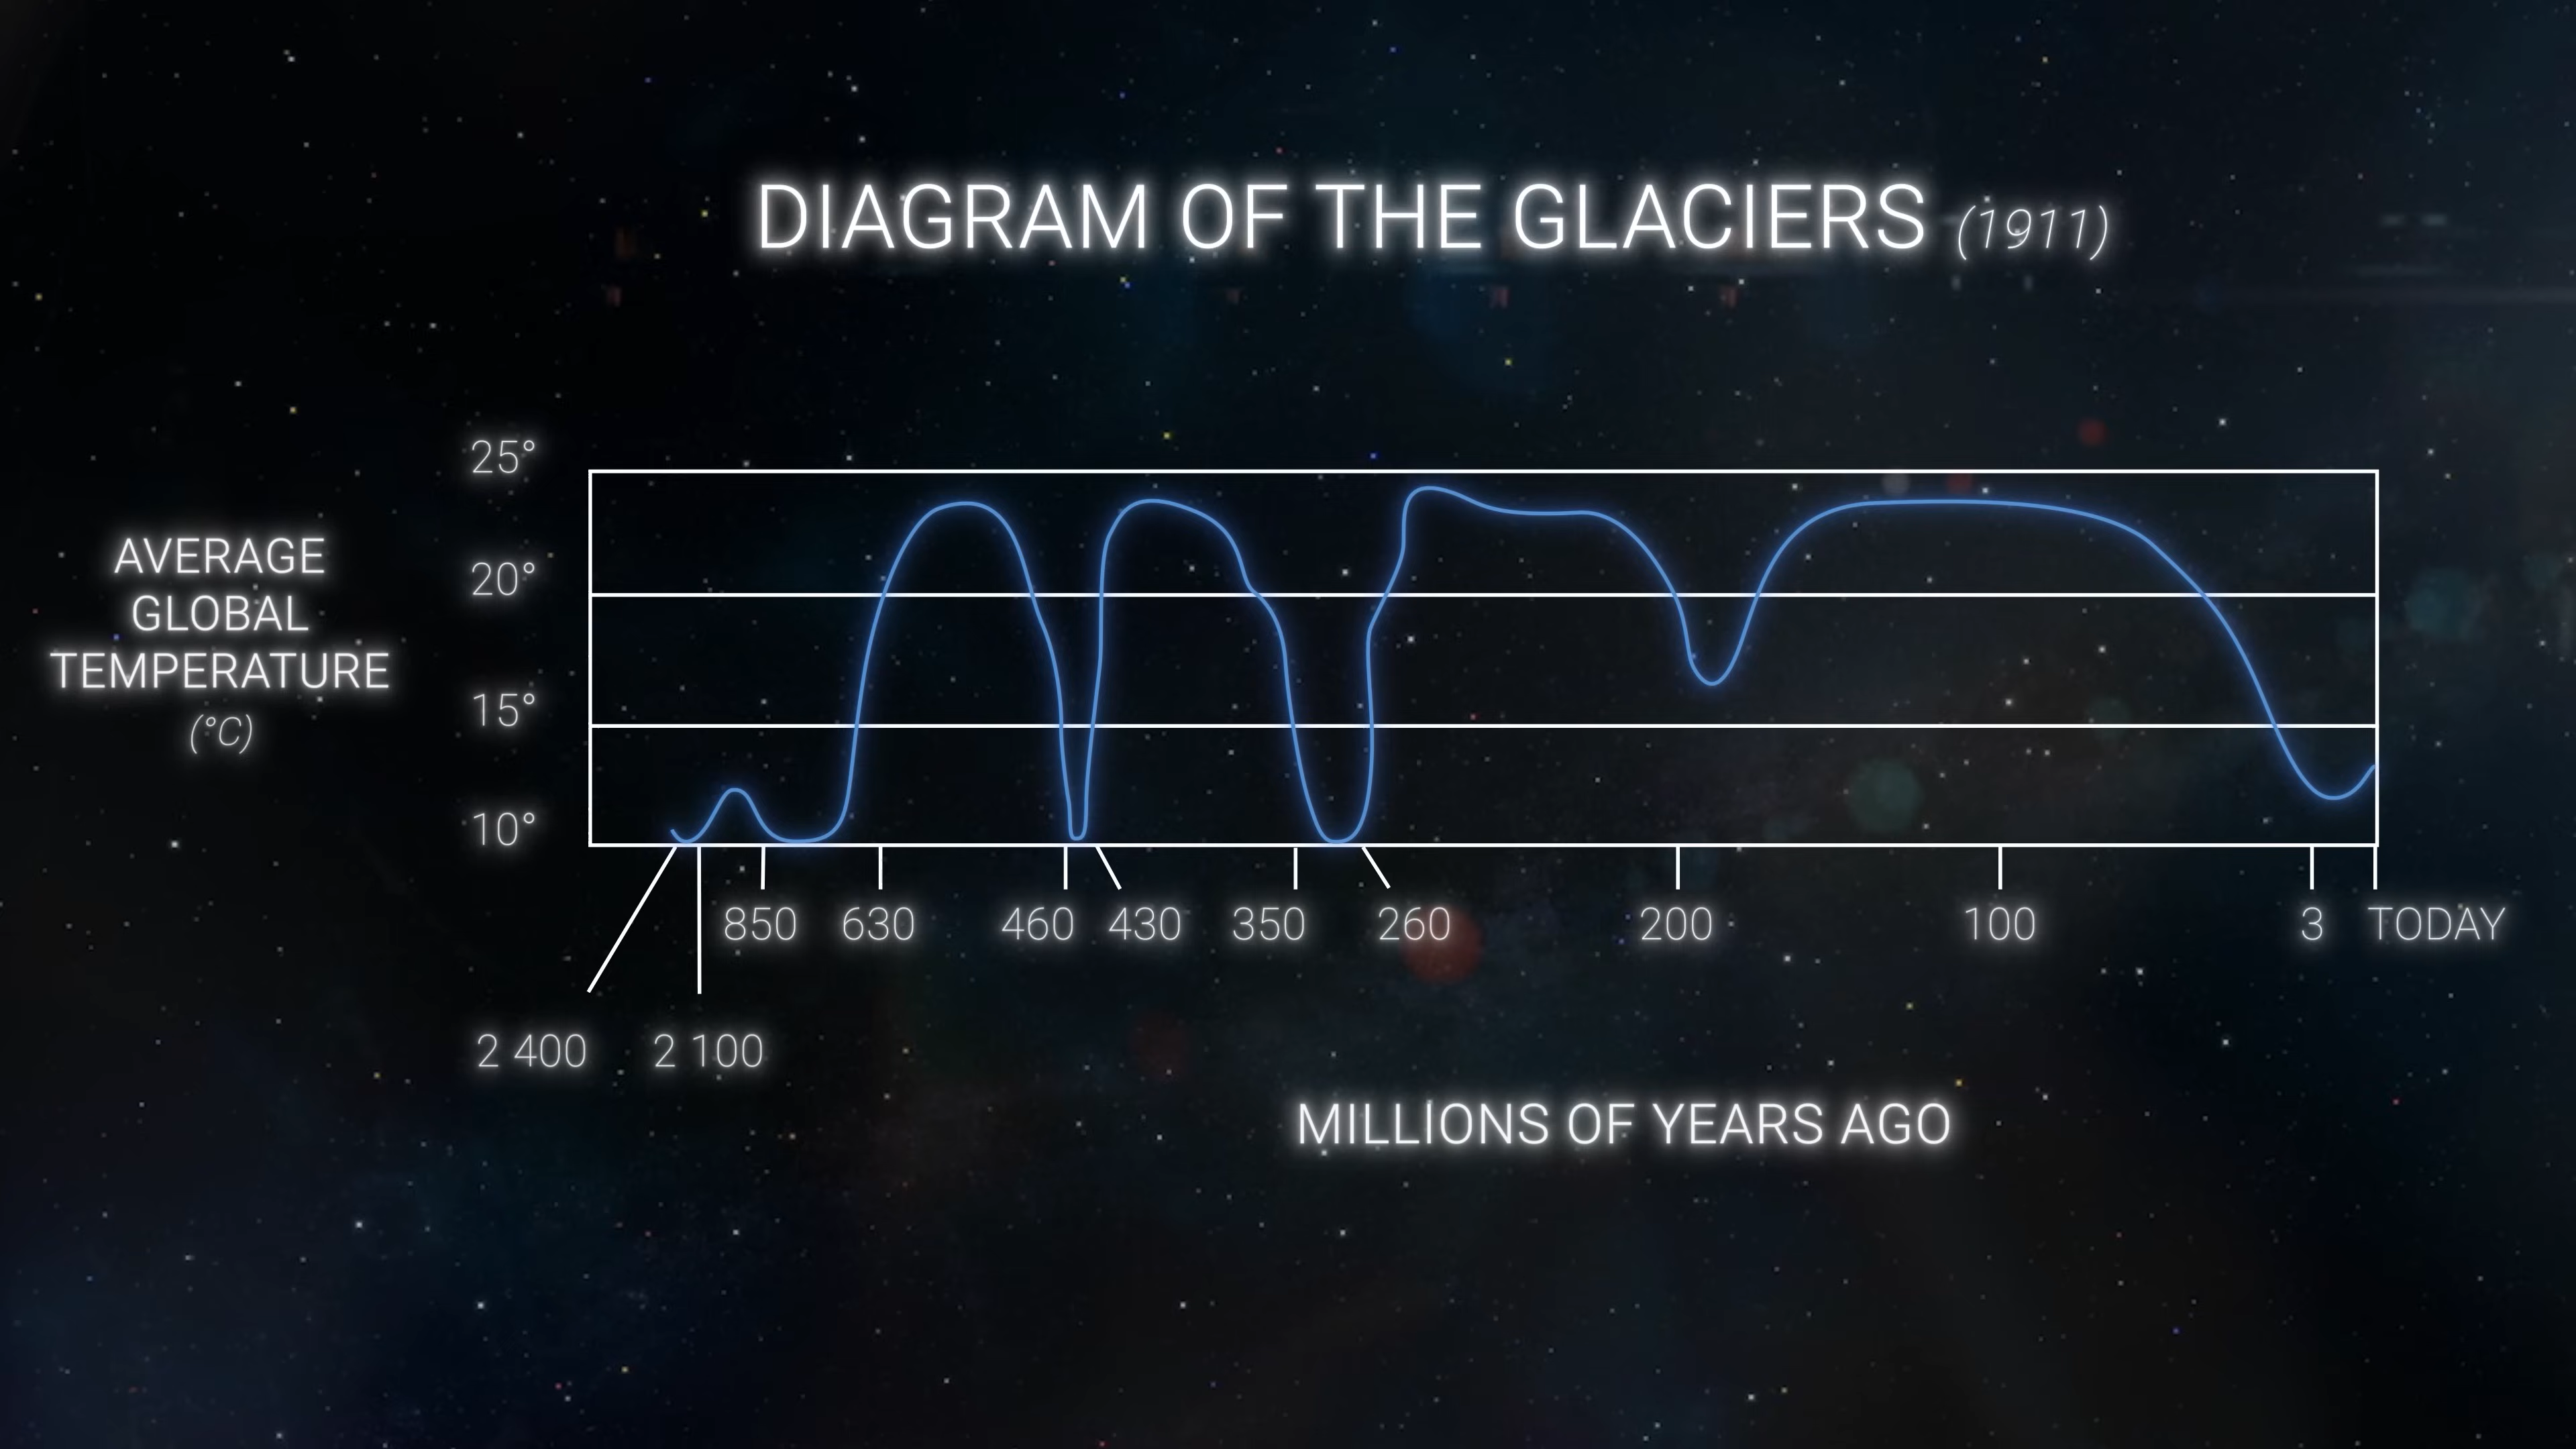 DIAGRAM OF THE GLACIERS (1911)
25°
20°
15°
10°
AVERAGE
GLOBAL
TEMPERATURE
(°C)
850 630 460 430 350 260 200 100 3 TODAY
2 400 2 100
MILLIONS OF YEARS AGO